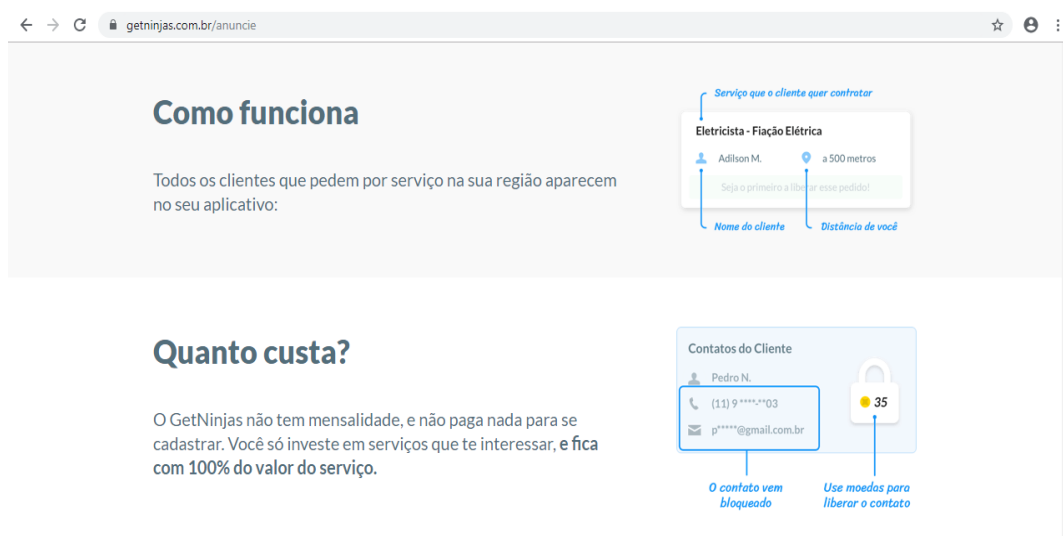 getninjas.com.br/anuncie
Como funciona
Todos os clientes que pedem por serviço na sua região aparecem
no seu aplicativo:
Serviço que o cliente quer contratar
Eletricista - Fiação Elétrica
Adilson M.
a 500 metros
Seja o primeiro a liberar esse pedido!
Nome do cliente
Distância de você
Quanto custa?
O GetNinjas não tem mensalidade, e não paga nada para se
cadastrar. Você só investe em serviços que te interessar, e fica
com 100% do valor do serviço.
Contatos do Cliente
Pedro N.
(11) 9 ****-**03
p*****@gmail.com.br
35
O contato vem
bloqueado
Use moedas para
liberar o contato